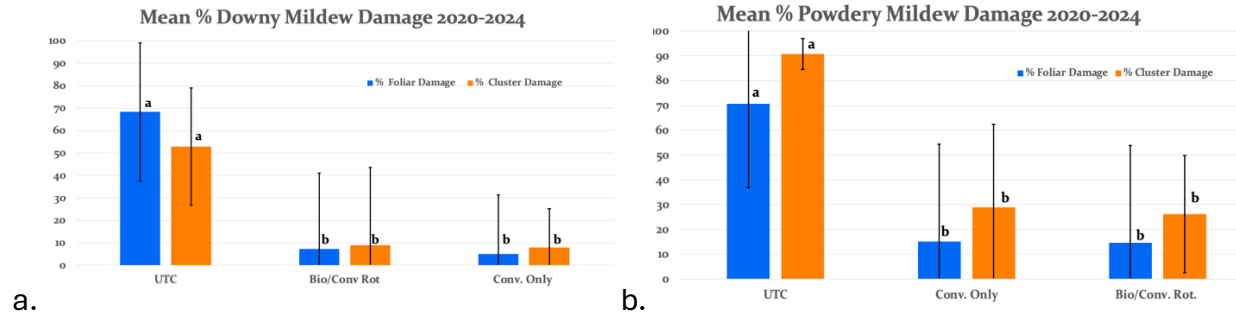 Mean % Downy Mildew Damage 2020-2024
100
90
80
70
60
50
40
30
20
10
0
% Foliar Damage % Cluster Damage
a a
b b
b b
UTC Bio/Conv Rot Conv. Only
a.
Mean % Powdery Mildew Damage 2020-2024
100
90
80
70
60
50
40
30
20
10
0
% Foliar Damage % Cluster Damage
a a
b b
b b
UTC Conv. Only Bio/Conv. Rot.
b.